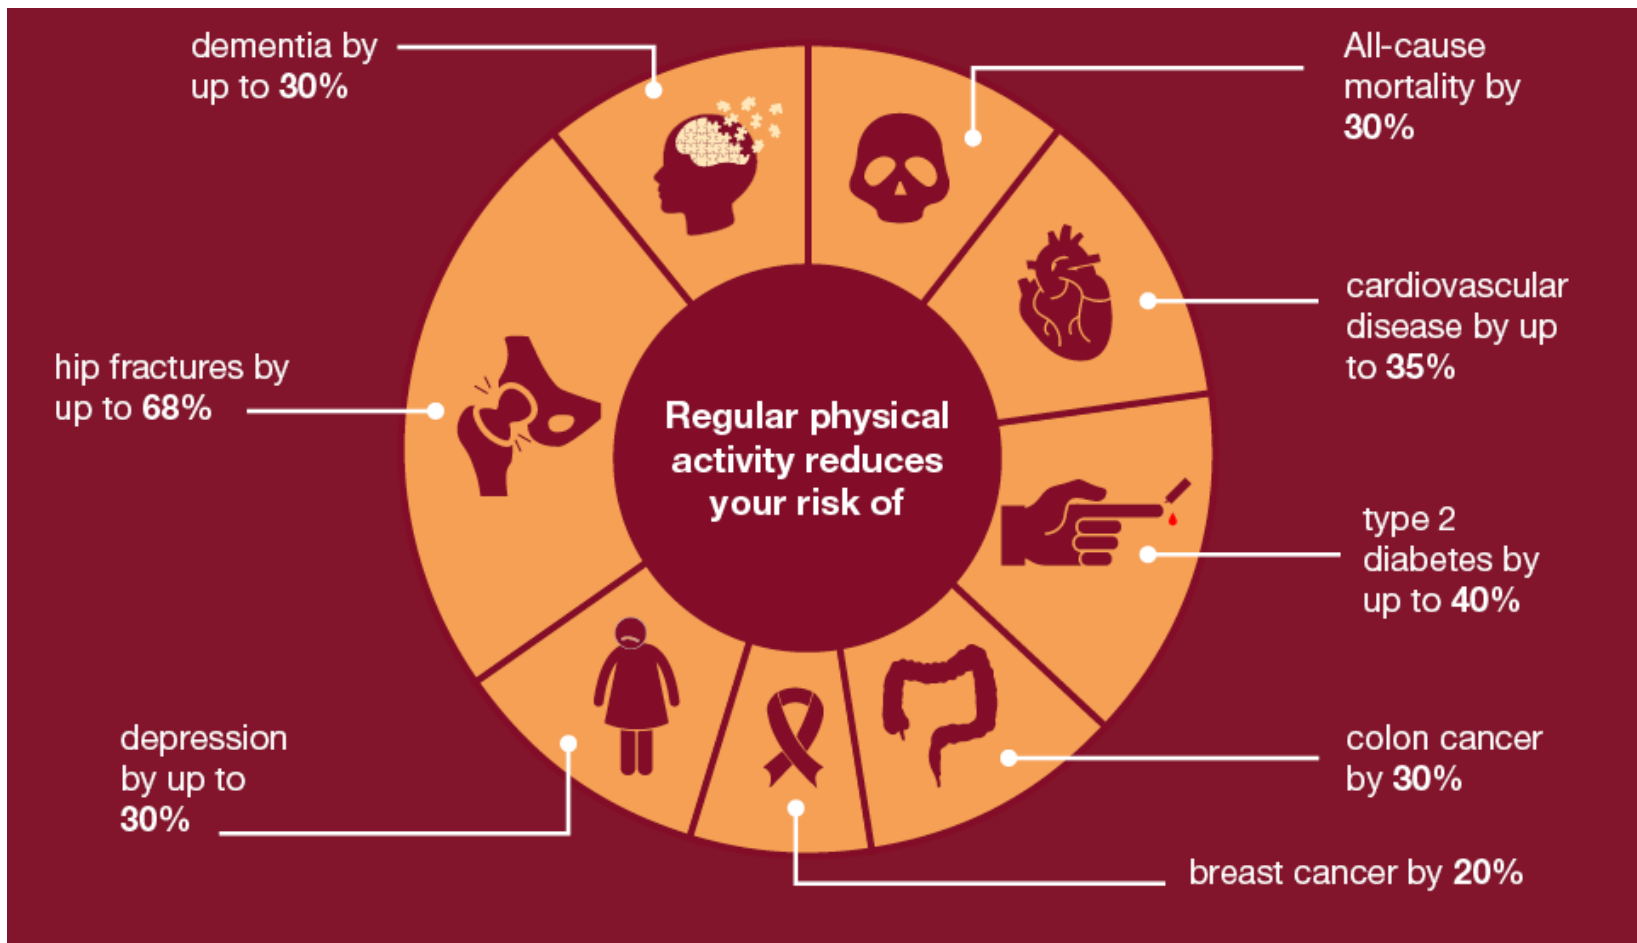 Regular physical
activity reduces
your risk of
All-cause
mortality by
30%
cardiovascular
disease by up
to 35%
type 2
diabetes by
up to 40%
colon cancer
by 30%
breast cancer by 20%
depression
by up to
30%
hip fractures by
up to 68%
dementia by
up to 30%